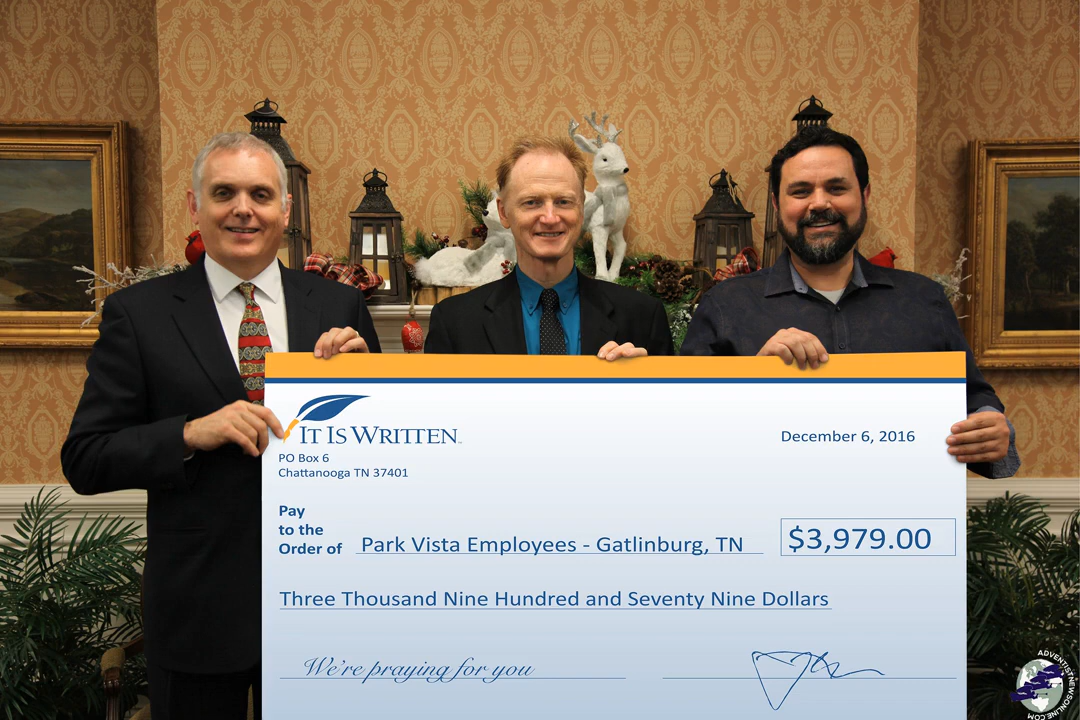 IT IS WRITTEN
December 6, 2016
PO Box 6
Chattanooga TN 37401
Pay
to the
Order of
Park Vista Employees - Gatlinburg, TN
$3,979.00
Three Thousand Nine Hundred and Seventy Nine Dollars
We're praying for you
ADVENTISTNEWSONLINE.COM